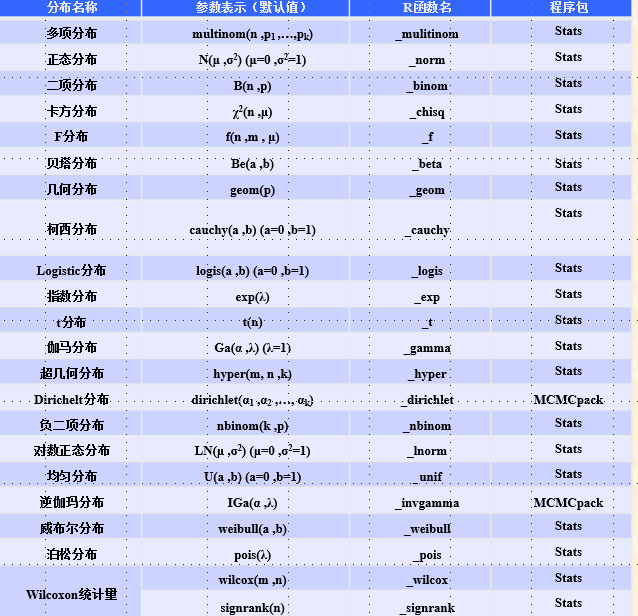 分布名称 参数表示（默认值） R函数名 程序包
多项分布 multinom(n ,p1 ,…,pk) _mulitinom Stats
正态分布 N(μ ,σ²) (μ=0 ,σ²=1) _norm Stats
二项分布 B(n ,p) _binom Stats
卡方分布 χ²(n ,μ) _chisq Stats
F分布 f(n ,m , μ) _f Stats
贝塔分布 Be(a ,b) _beta Stats
几何分布 geom(p) _geom Stats
柯西分布 cauchy(a ,b) (a=0 ,b=1) _cauchy Stats
Logistic分布 logis(a ,b) (a=0 ,b=1) _logis Stats
指数分布 exp(λ) _exp Stats
t分布 t(n) _t Stats
伽马分布 Ga(α ,λ) (λ=1) _gamma Stats
超几何分布 hyper(m, n ,k) _hyper Stats
Dirichelt分布 dirichlet{α1 ,α2 ,…, αk} _dirichlet MCMCpack
负二项分布 nbinom(k ,p) _nbinom Stats
对数正态分布 LN(μ ,σ²) (μ=0 ,σ²=1) _lnorm Stats
均匀分布 U(a ,b) (a=0 ,b=1) _unif Stats
逆伽玛分布 IGa(α ,λ) _invgamma MCMCpack
威布尔分布 weibull(a ,b) _weibull Stats
泊松分布 pois(λ) _pois Stats
Wilcoxon统计量 wilcox(m ,n) _wilcox Stats
signrank(n) _signrank Stats